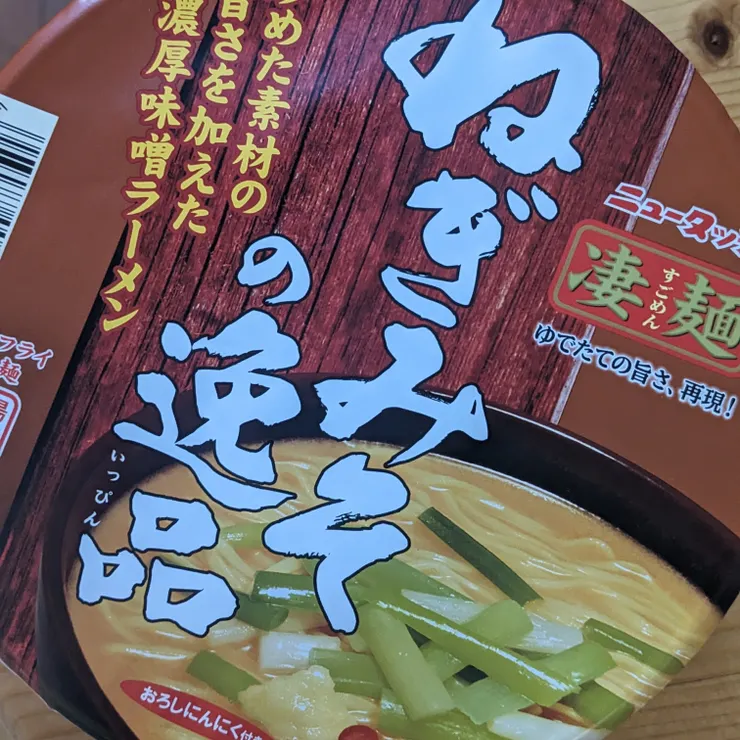 ねぎみそ
の逸品
いっぴん
めた素材の
旨さを加えた
濃厚味噌ラーメン
ニュータッ
凄麺
すごめん
ゆでたての旨さ、再現！
フライ
麺
おろしにんにく付